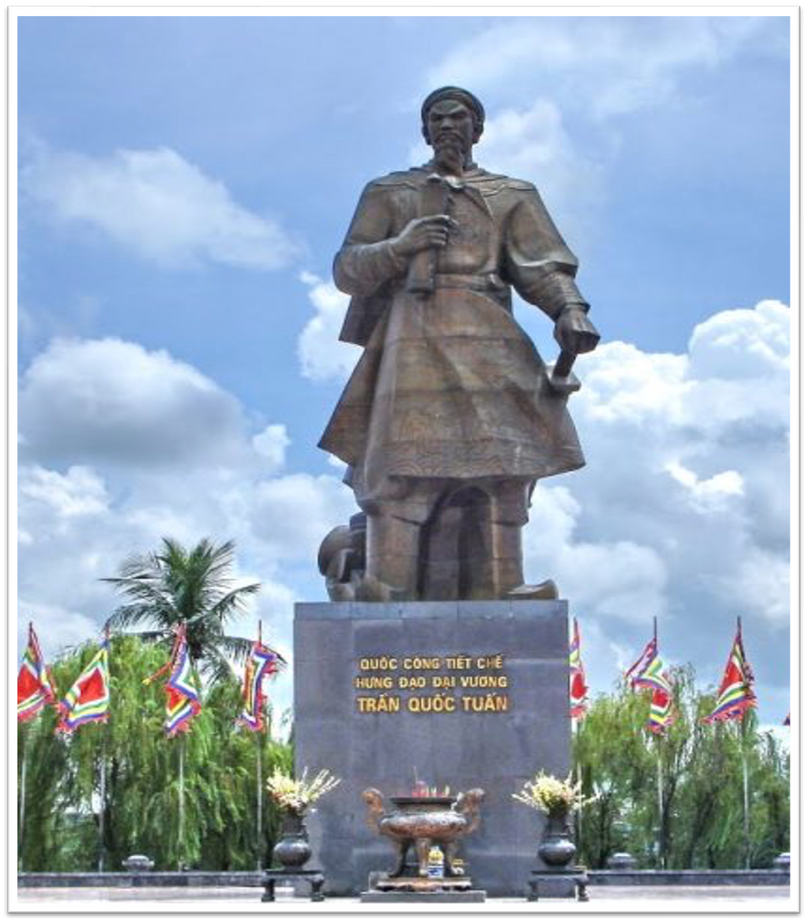 QUỐC CÔNG TIẾT CHẾ
HƯNG ĐẠO ĐẠI VƯƠNG
TRẦN QUỐC TUẤN